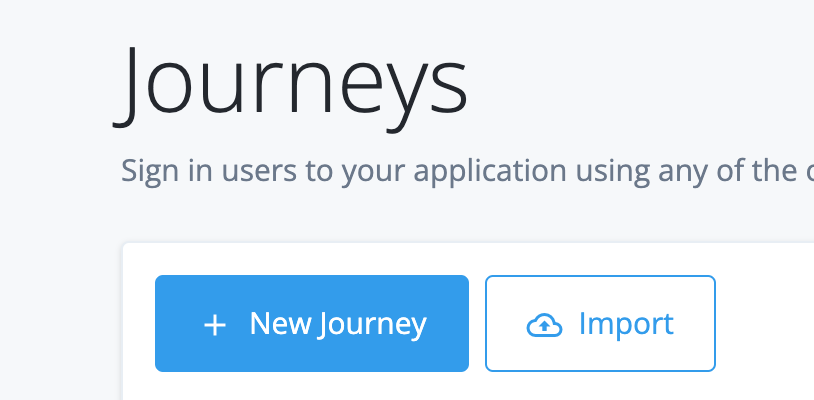 Journeys
Sign in users to your application using any of the
New Journey
Import